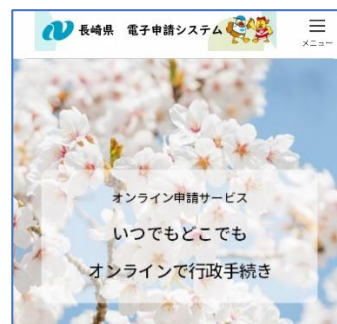 長崎県 電子申請システム
メニュー
オンライン申請サービス
いつでもどこでも
オンラインで行政手続き